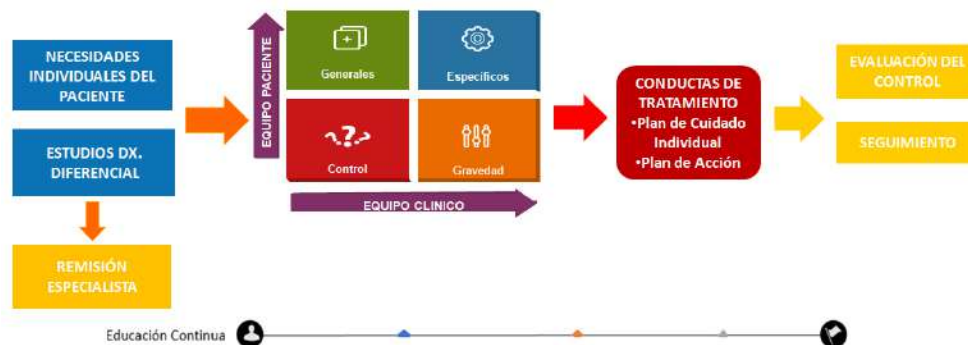 NECESIDADES
INDIVIDUALES DEL
PACIENTE
ESTUDIOS DX.
DIFERENCIAL
REMISIÓN
ESPECIALISTA
EQUIPO PACIENTE
Generales
Específicos
Control
Gravedad
EQUIPO CLINICO
CONDUCTAS DE
TRATAMIENTO
•Plan de Cuidado
Individual
•Plan de Acción
EVALUACIÓN DEL
CONTROL
SEGUIMIENTO
Educación Continua